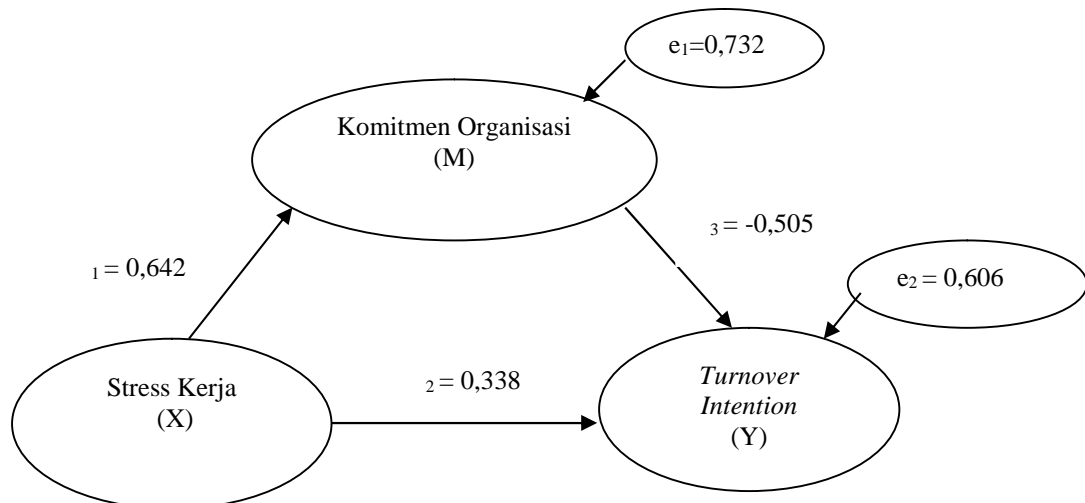 e₁=0,732
Komitmen Organisasi
(M)
₃ = -0,505
₁ = 0,642
e₂ = 0,606
Stress Kerja
(X)
₂ = 0,338
Turnover
Intention
(Y)